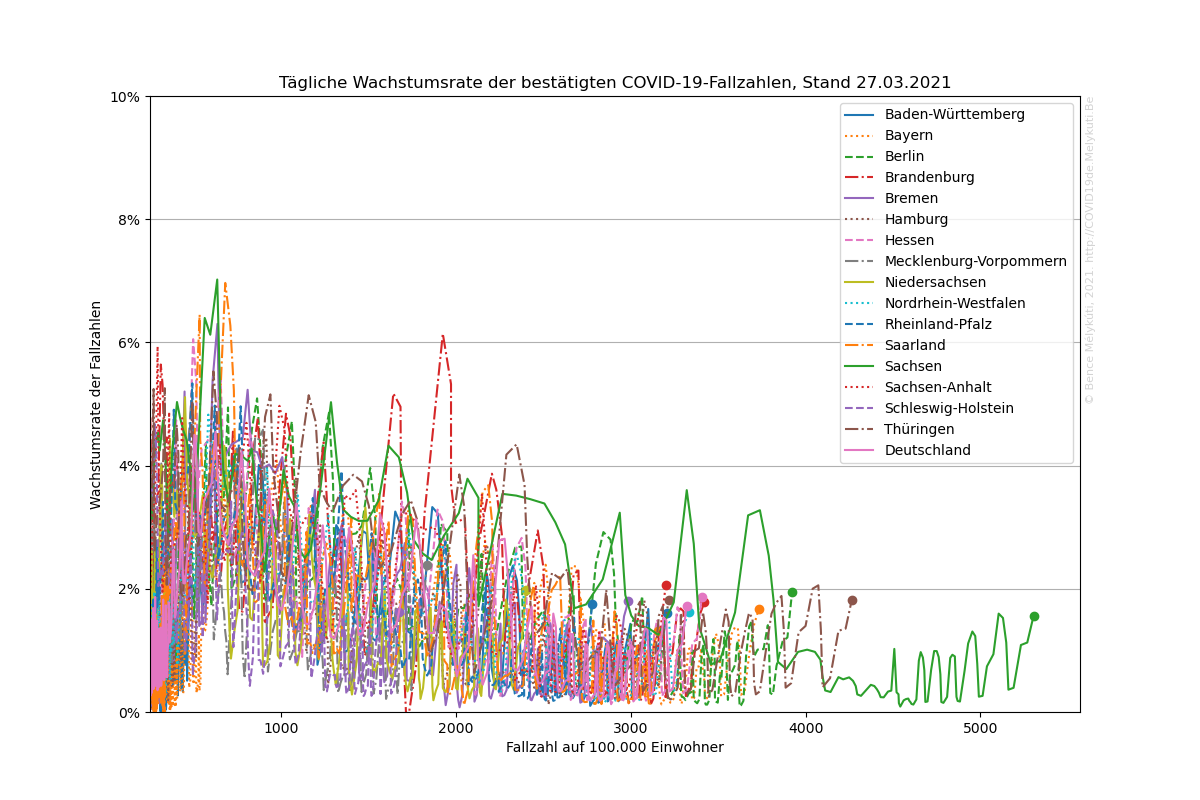 Tägliche Wachstumsrate der bestätigten COVID-19-Fallzahlen, Stand 27.03.2021
10%
8%
6%
4%
2%
0%
Wachstumsrate der Fallzahlen
Baden-Württemberg
Bayern
Berlin
Brandenburg
Bremen
Hamburg
Hessen
Mecklenburg-Vorpommern
Niedersachsen
Nordrhein-Westfalen
Rheinland-Pfalz
Saarland
Sachsen
Sachsen-Anhalt
Schleswig-Holstein
Thüringen
Deutschland
© Bence Mélykúti, 2021 http://COVID19de.Melykuti.Be
1000
2000
3000
4000
5000
Fallzahl auf 100.000 Einwohner